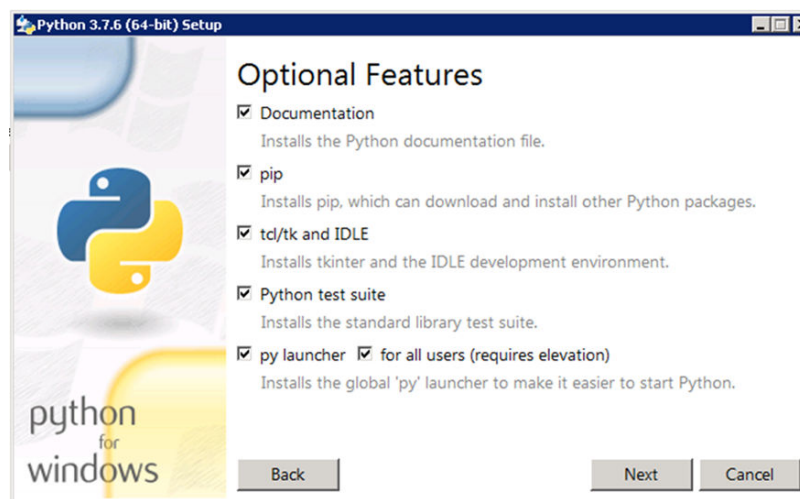 Python 3.7.6 (64-bit) Setup
Optional Features
Documentation
Installs the Python documentation file.
pip
Installs pip, which can download and install other Python packages.
tcl/tk and IDLE
Installs tkinter and the IDLE development environment.
Python test suite
Installs the standard library test suite.
py launcher for all users (requires elevation)
Installs the global 'py' launcher to make it easier to start Python.
python
for
windows
Back Next Cancel